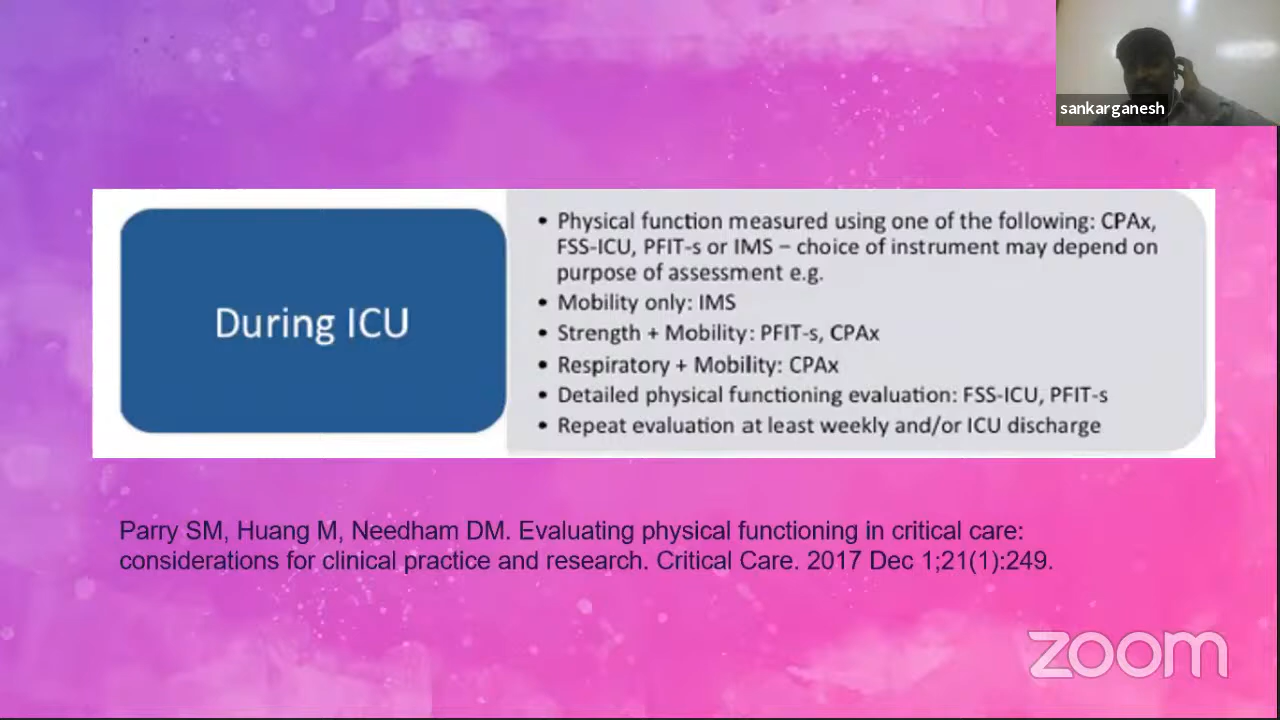 sankarganesh
During ICU
• Physical function measured using one of the following: CPAx,
FSS-ICU, PFIT-s or IMS – choice of instrument may depend on
purpose of assessment e.g.
• Mobility only: IMS
• Strength + Mobility: PFIT-s, CPAx
• Respiratory + Mobility: CPAx
• Detailed physical functioning evaluation: FSS-ICU, PFIT-s
• Repeat evaluation at least weekly and/or ICU discharge
Parry SM, Huang M, Needham DM. Evaluating physical functioning in critical care:
considerations for clinical practice and research. Critical Care. 2017 Dec 1;21(1):249.
zoom